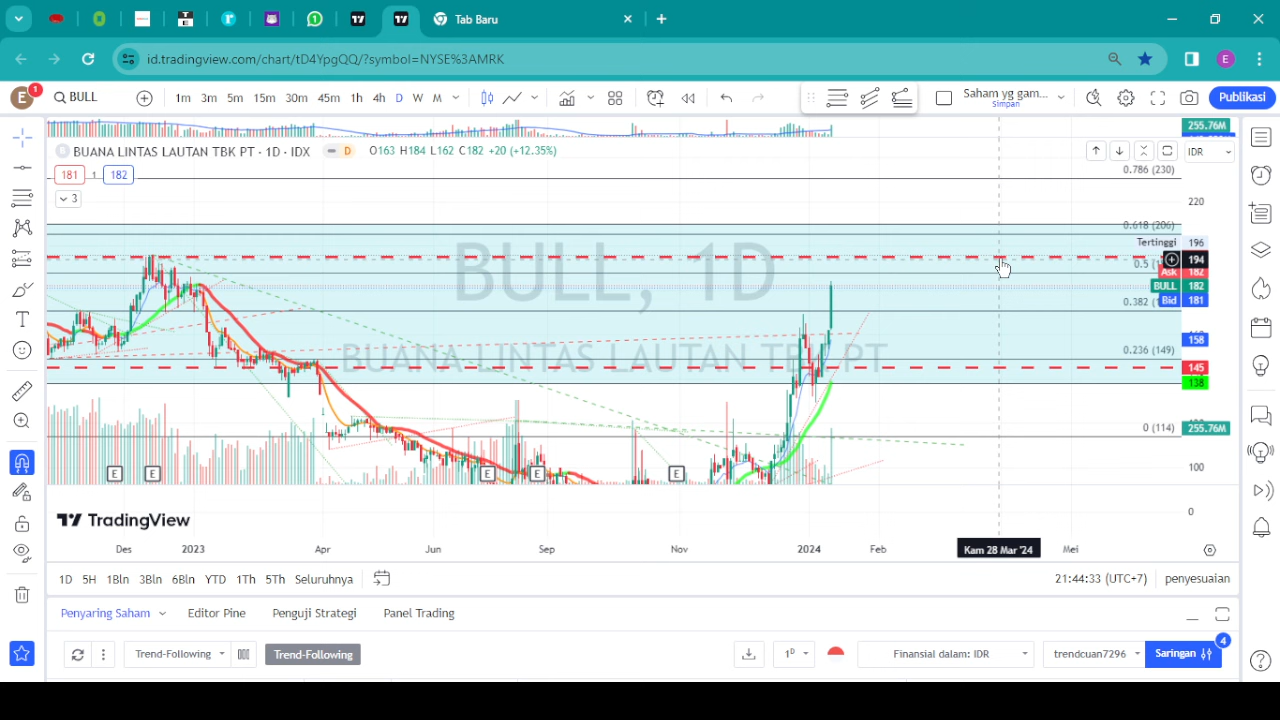 Tab Baru
id.tradingview.com/chart/tD4YpgQQ/?symbol=NYSE%3AMRK
E
E 1 BULL 1m 3m 5m 15m 30m 45m 1h 4h D W M Saham yg gam... Publikasi
Simpan
255.76M
BUANA LINTAS LAUTAN TBK PT · 1D · IDX D O163 H184 L162 C182 +20 (+12.35%) IDR
181 1 182
0.786 (230)
3
220
0.618 (206)
Tertinggi 196
194
0.5
Ask 182
BULL 182
Bid 181
0.382
BULL, 1D
158
0.236 (149)
BUANA LINTAS LAUTAN TBK PT
145
138
0 (114) 255.76M
100
E E E E E
0
TradingView
Des 2023 Apr Jun Sep Nov 2024 Feb Kam 28 Mar '24 Mei
1D 5H 1Bln 3Bln 6Bln YTD 1Th 5Th Seluruhnya 21:44:33 (UTC+7) penyesuaian
Penyaring Saham Editor Pine Penguji Strategi Panel Trading
Trend-Following Trend-Following 1D Finansial dalam: IDR trendcuan7296 Saringan 4